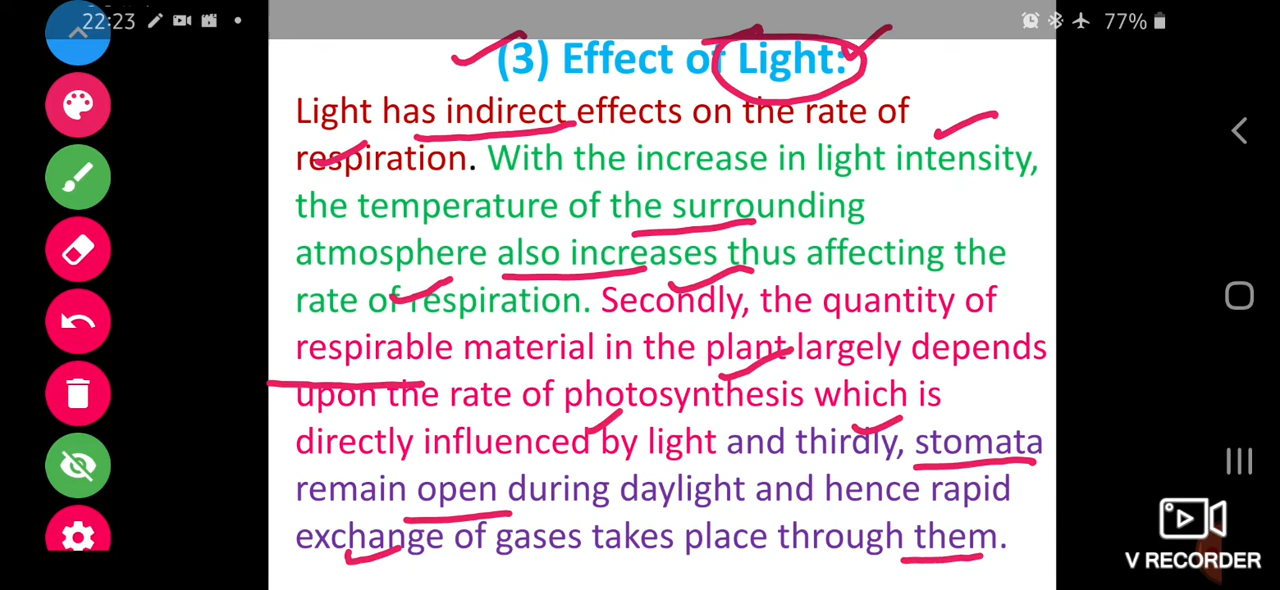 22:23
77%
(3) Effect of Light:
Light has indirect effects on the rate of
respiration. With the increase in light intensity,
the temperature of the surrounding
atmosphere also increases thus affecting the
rate of respiration. Secondly, the quantity of
respirable material in the plant largely depends
upon the rate of photosynthesis which is
directly influenced by light and thirdly, stomata
remain open during daylight and hence rapid
exchange of gases takes place through them.
V RECORDER